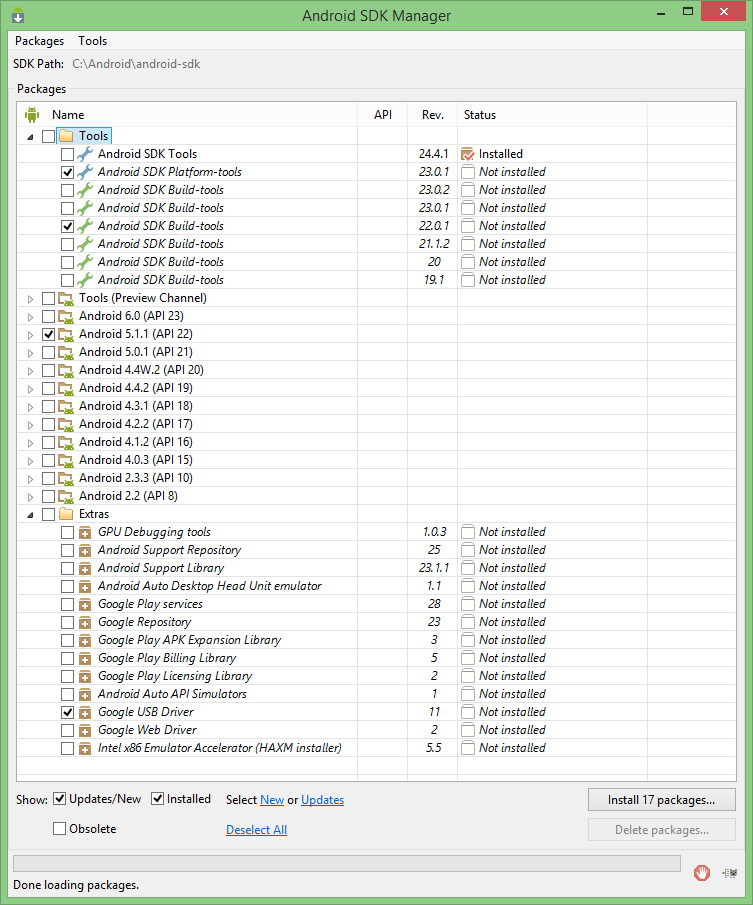 Android SDK Manager
Packages Tools
SDK Path: C:\Android\android-sdk
Packages
Name API Rev. Status
Tools
Android SDK Tools 24.4.1 Installed
Android SDK Platform-tools 23.0.1 Not installed
Android SDK Build-tools 23.0.2 Not installed
Android SDK Build-tools 23.0.1 Not installed
Android SDK Build-tools 22.0.1 Not installed
Android SDK Build-tools 21.1.2 Not installed
Android SDK Build-tools 20 Not installed
Android SDK Build-tools 19.1 Not installed
Tools (Preview Channel)
Android 6.0 (API 23)
Android 5.1.1 (API 22)
Android 5.0.1 (API 21)
Android 4.4W.2 (API 20)
Android 4.4.2 (API 19)
Android 4.3.1 (API 18)
Android 4.2.2 (API 17)
Android 4.1.2 (API 16)
Android 4.0.3 (API 15)
Android 2.3.3 (API 10)
Android 2.2 (API 8)
Extras
GPU Debugging tools 1.0.3 Not installed
Android Support Repository 25 Not installed
Android Support Library 23.1.1 Not installed
Android Auto Desktop Head Unit emulator 1.1 Not installed
Google Play services 28 Not installed
Google Repository 23 Not installed
Google Play APK Expansion Library 3 Not installed
Google Play Billing Library 5 Not installed
Google Play Licensing Library 2 Not installed
Android Auto API Simulators 1 Not installed
Google USB Driver 11 Not installed
Google Web Driver 2 Not installed
Intel x86 Emulator Accelerator (HAXM installer) 5.5 Not installed
Show: Updates/New Installed Select New or Updates Install 17 packages...
Obsolete Deselect All Delete packages...
Done loading packages.